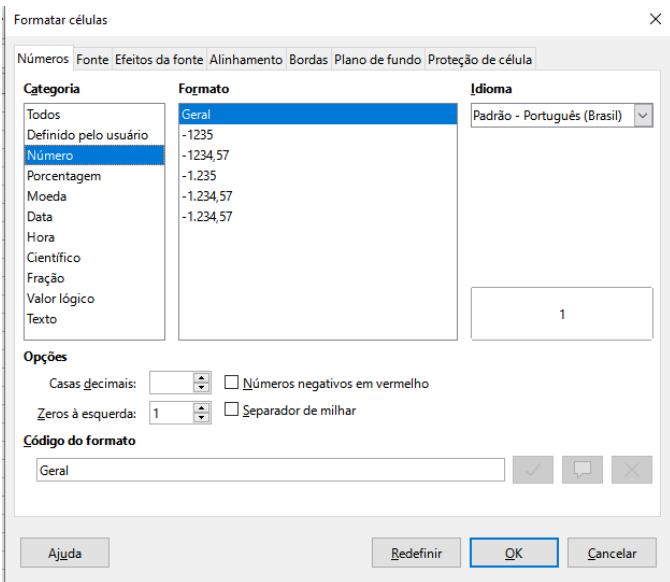 Formatar células
Números Fonte Efeitos da fonte Alinhamento Bordas Plano de fundo Proteção de célula
Categoria
Todos
Definido pelo usuário
Número
Porcentagem
Moeda
Data
Hora
Científico
Fração
Valor lógico
Texto
Formato
Geral
-1235
-1234,57
-1.235
-1.234,57
-1.234,57
Idioma
Padrão - Português (Brasil)
1
Opções
Casas decimais:
Números negativos em vermelho
Zeros à esquerda: 1
Separador de milhar
Código do formato
Geral
Ajuda Redefinir OK Cancelar